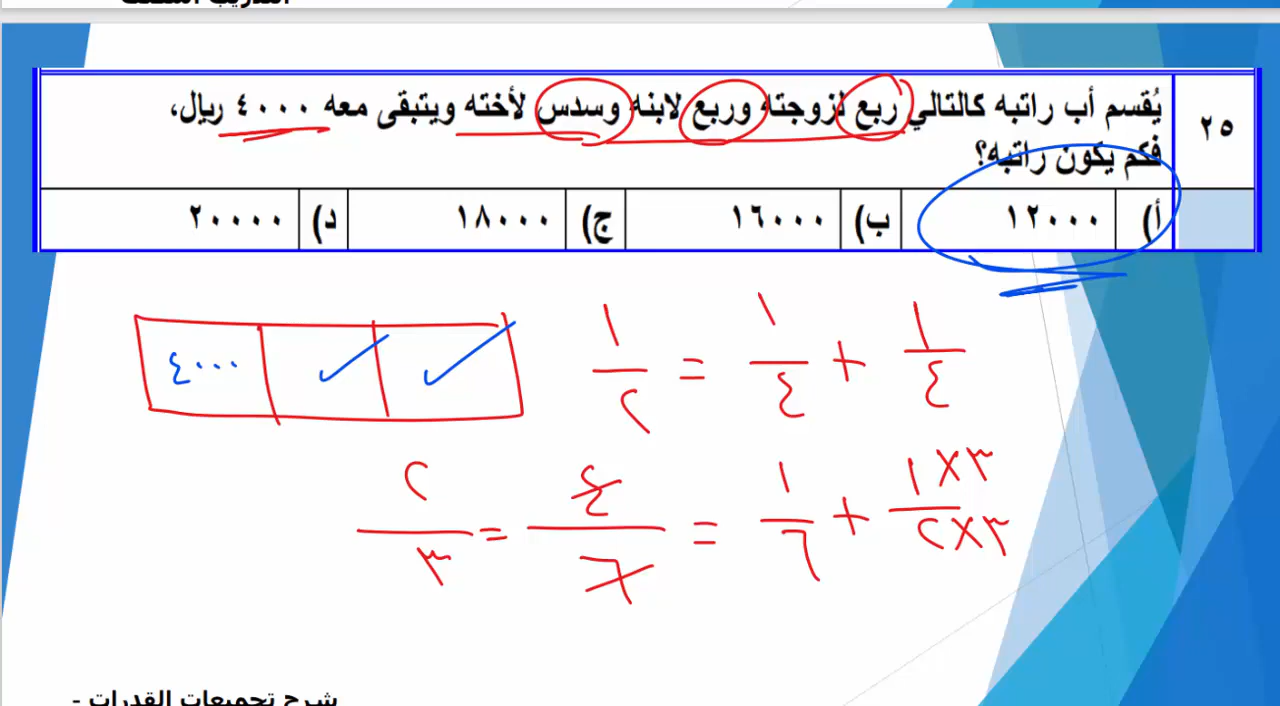 ٢٥
يُقسم أب راتبه كالتالي ربع لزوجته وربع لابنه وسدس لأخته ويتبقى معه ٤٠٠٠ ريال،
فكم يكون راتبه؟
أ) ١٢٠٠٠ ب) ١٦٠٠٠ ج) ١٨٠٠٠ د) ٢٠٠٠٠
١/٤ + ١/٤ = ١/٢
٤٠٠٠
١×٣/٢×٣ + ١/٦ = ٤/٦ = ٢/٣
شرح تجميعات القدرات -